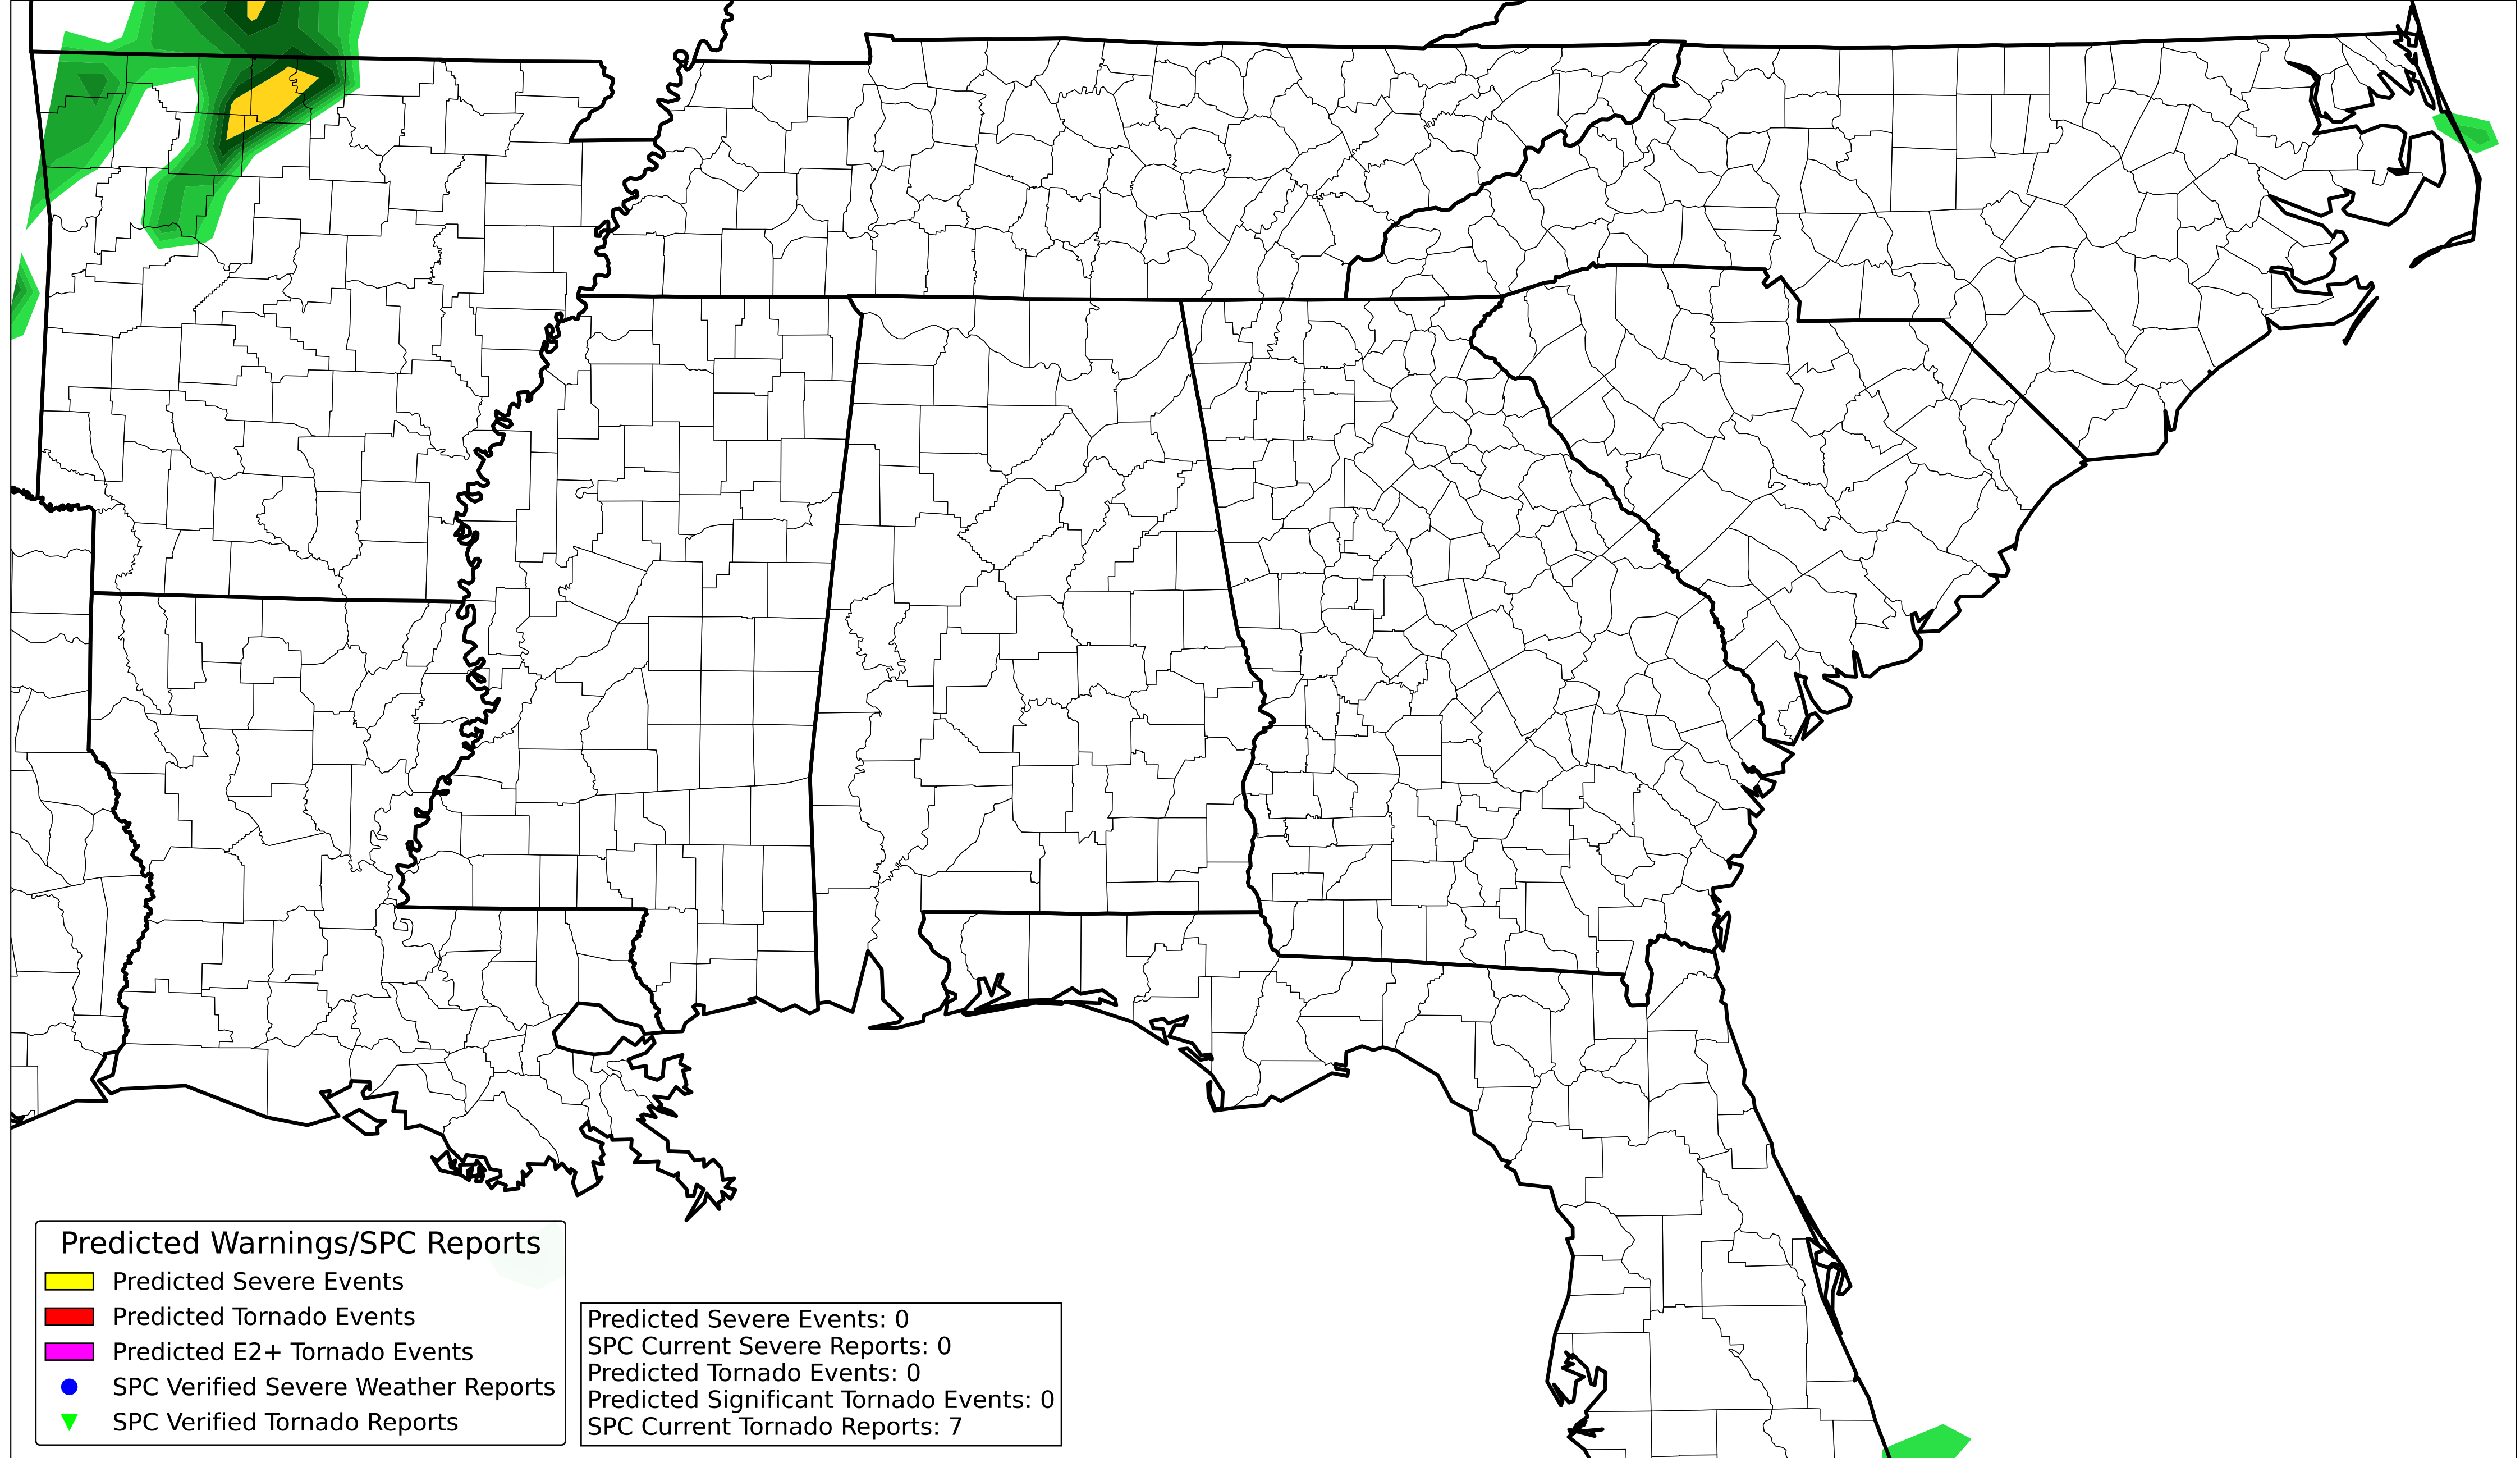 Predicted Warnings/SPC Reports
Predicted Severe Events
Predicted Tornado Events
Predicted E2+ Tornado Events
SPC Verified Severe Weather Reports
SPC Verified Tornado Reports
Predicted Severe Events: 0
SPC Current Severe Reports: 0
Predicted Tornado Events: 0
Predicted Significant Tornado Events: 0
SPC Current Tornado Reports: 7